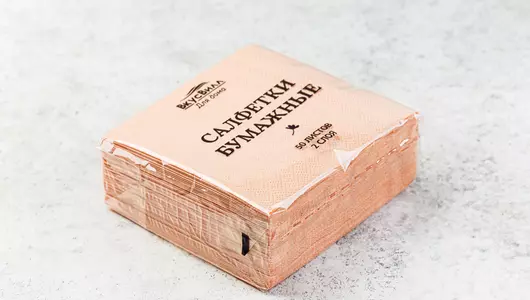 ВкусВилл
Для дома
САЛФЕТКИ
БУМАЖНЫЕ
50 ЛИСТОВ
2 СЛОЯ